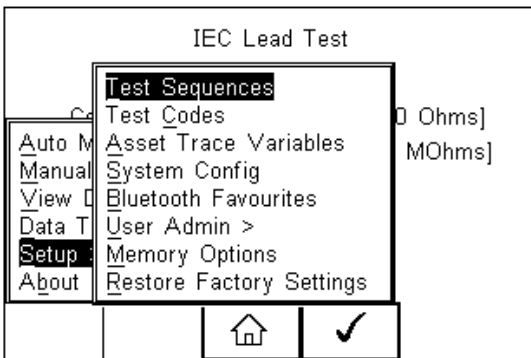 IEC Lead Test
Test Sequences
Test Codes
Ohms]
Auto
Asset Trace Variables
MOhms]
Manual
System Config
View
Bluetooth Favourites
Data
User Admin >
Setup
Memory Options
About
Restore Factory Settings